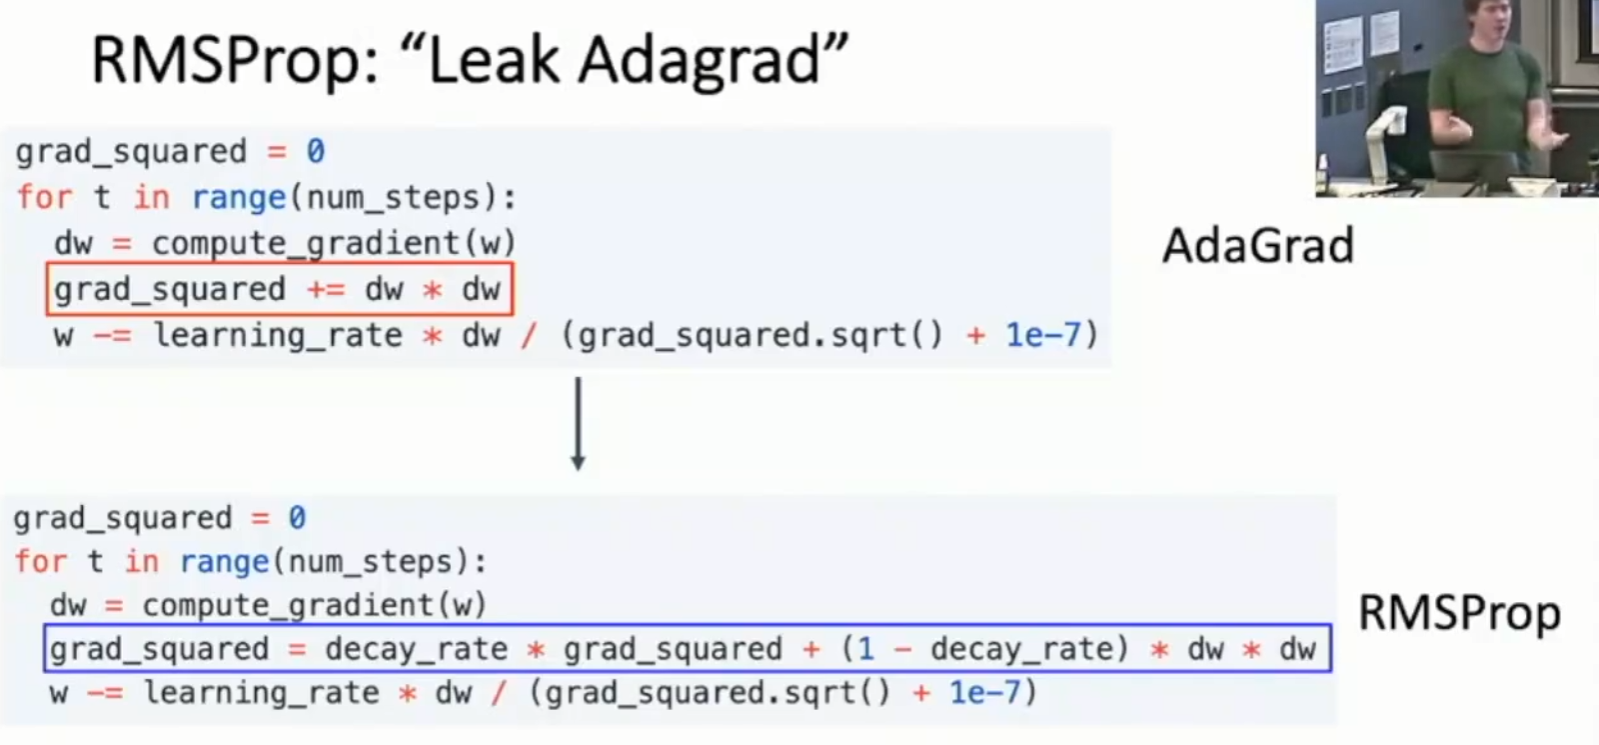 RMSProp: “Leak Adagrad”
grad_squared = 0
for t in range(num_steps):
  dw = compute_gradient(w)
  grad_squared += dw * dw
  w -= learning_rate * dw / (grad_squared.sqrt() + 1e-7)
AdaGrad
grad_squared = 0
for t in range(num_steps):
  dw = compute_gradient(w)
  grad_squared = decay_rate * grad_squared + (1 - decay_rate) * dw * dw
  w -= learning_rate * dw / (grad_squared.sqrt() + 1e-7)
RMSProp